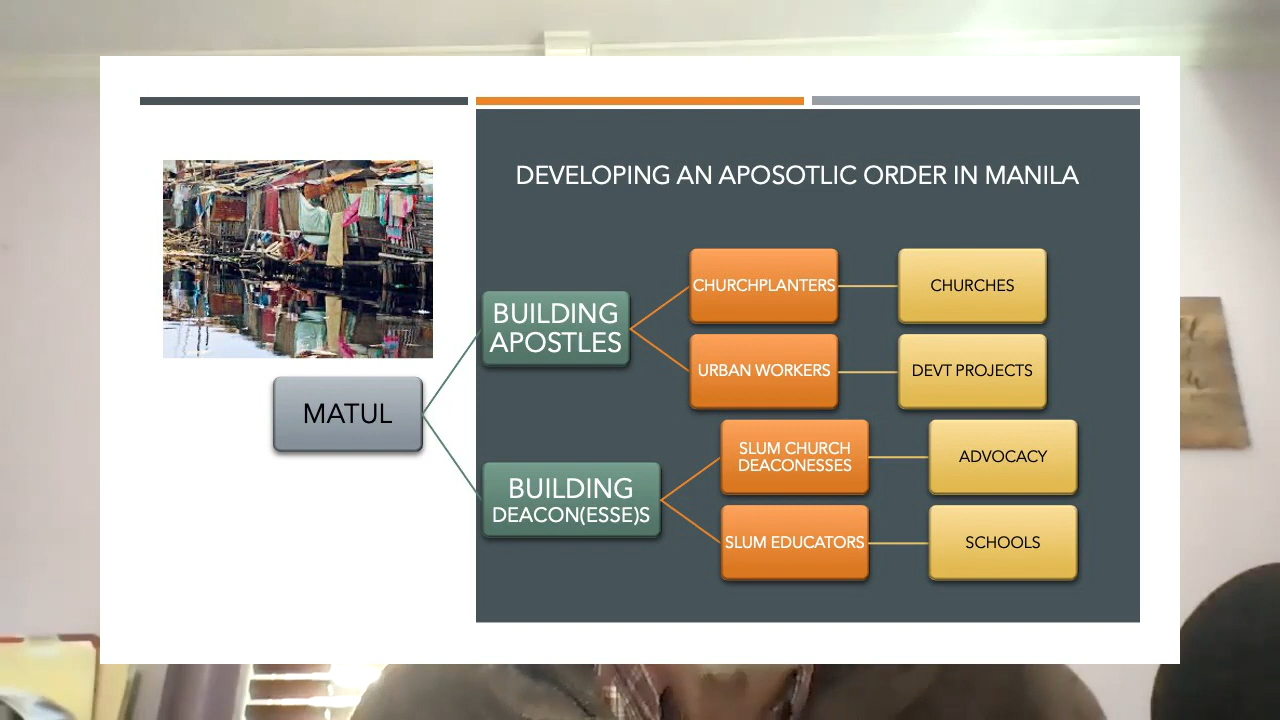 DEVELOPING AN APOSOTLIC ORDER IN MANILA
MATUL
BUILDING
APOSTLES
CHURCHPLANTERS
CHURCHES
URBAN WORKERS
DEVT PROJECTS
BUILDING
DEACON(ESSE)S
SLUM CHURCH
DEACONESSES
ADVOCACY
SLUM EDUCATORS
SCHOOLS